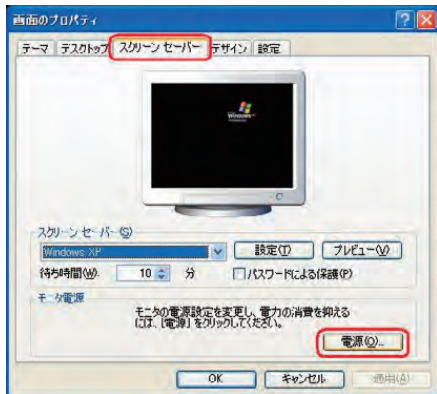 画面のプロパティ
テーマ デスクトップ スクリーン セーバー デザイン 設定
Windows xp
スクリーン セーバー(S)
Windows XP 設定(T) プレビュー(V)
待ち時間(W): 10 分 パスワードによる保護(P)
モニタ電源
モニタの電源設定を変更し、電力の消費を抑える
には、[電源] をクリックしてください。
電源(O)...
OK キャンセル 適用(A)